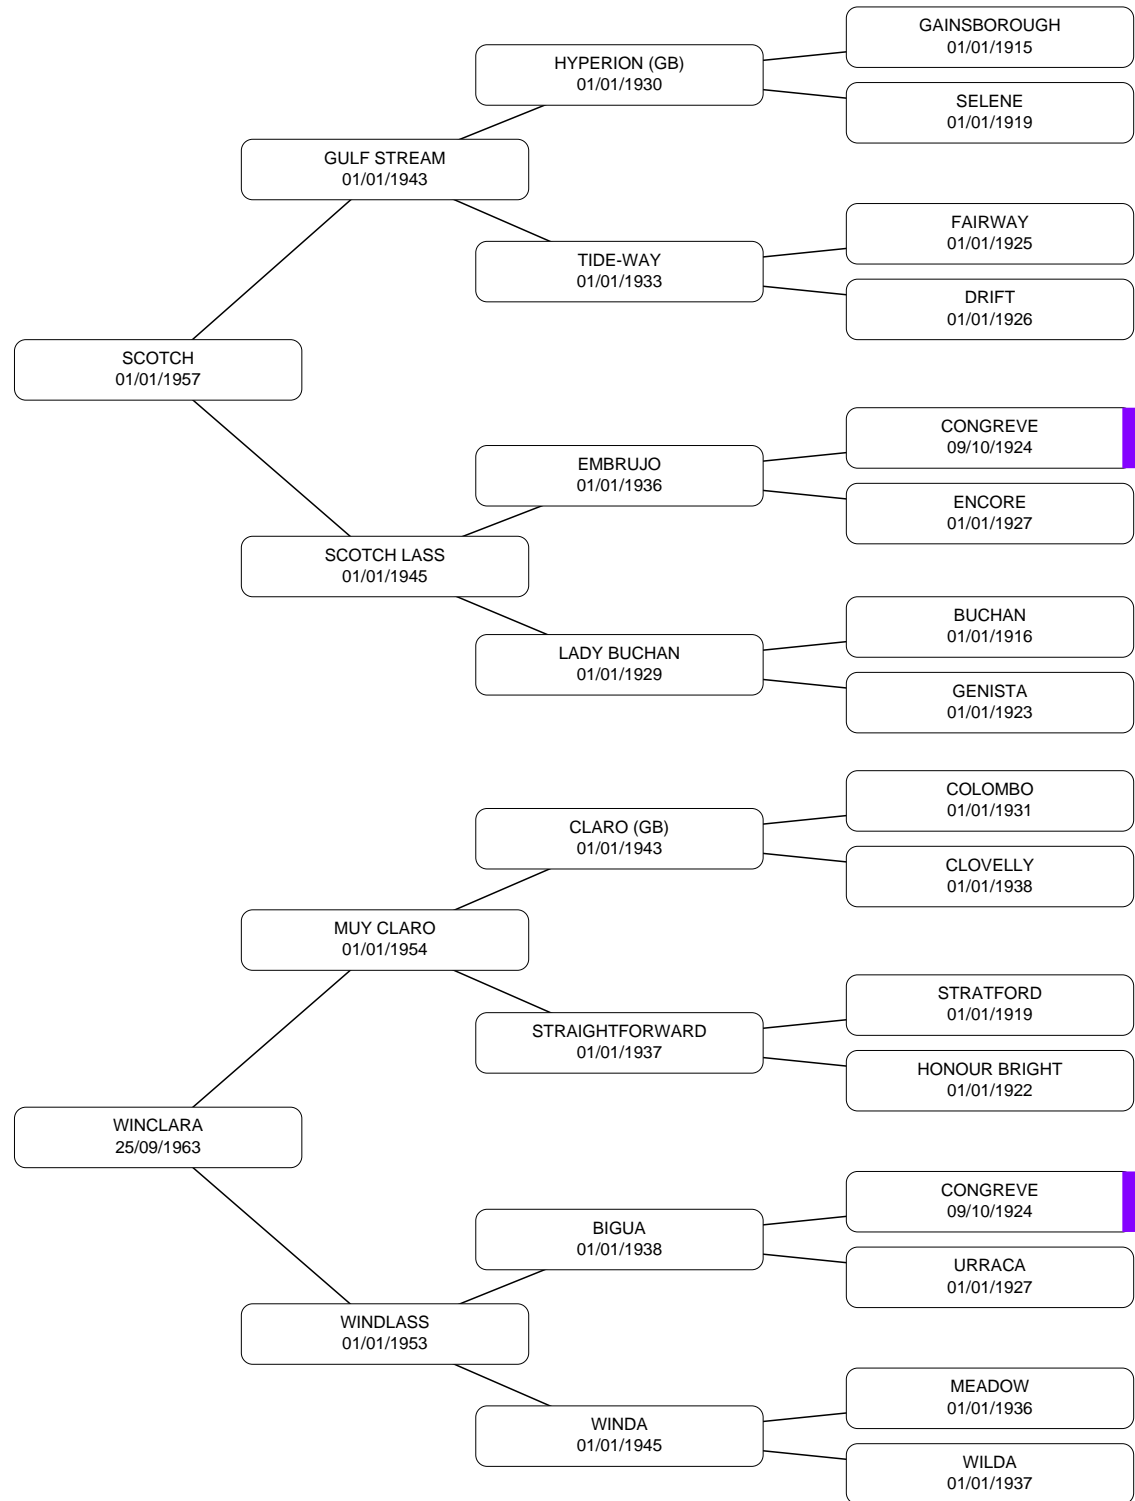 GAINSBOROUGH
01/01/1915
HYPERION (GB)
01/01/1930
SELENE
01/01/1919
GULF STREAM
01/01/1943
FAIRWAY
01/01/1925
TIDE-WAY
01/01/1933
DRIFT
01/01/1926
SCOTCH
01/01/1957
CONGREVE
09/10/1924
EMBRUJO
01/01/1936
ENCORE
01/01/1927
SCOTCH LASS
01/01/1945
BUCHAN
01/01/1916
LADY BUCHAN
01/01/1929
GENISTA
01/01/1923
COLOMBO
01/01/1931
CLARO (GB)
01/01/1943
CLOVELLY
01/01/1938
MUY CLARO
01/01/1954
STRATFORD
01/01/1919
STRAIGHTFORWARD
01/01/1937
HONOUR BRIGHT
01/01/1922
WINCLARA
25/09/1963
CONGREVE
09/10/1924
BIGUA
01/01/1938
URRACA
01/01/1927
WINDLASS
01/01/1953
MEADOW
01/01/1936
WINDA
01/01/1945
WILDA
01/01/1937